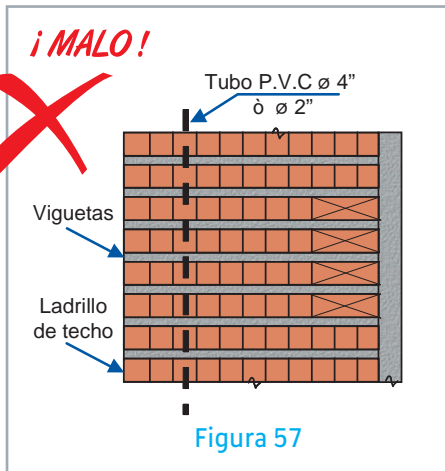 ¡ MALO !
Tubo P.V.C ø 4”
ò ø 2”
Viguetas
Ladrillo
de techo
Figura 57